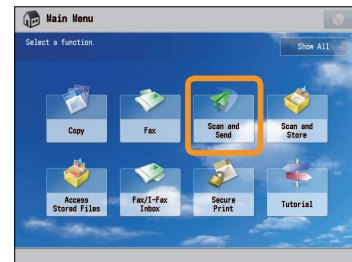 Main Menu
Select a function.
Show All
Copy
Fax
Scan and
Send
Scan and
Store
Access
Stored Files
Fax/I-Fax
Inbox
Secure
Print
Tutorial